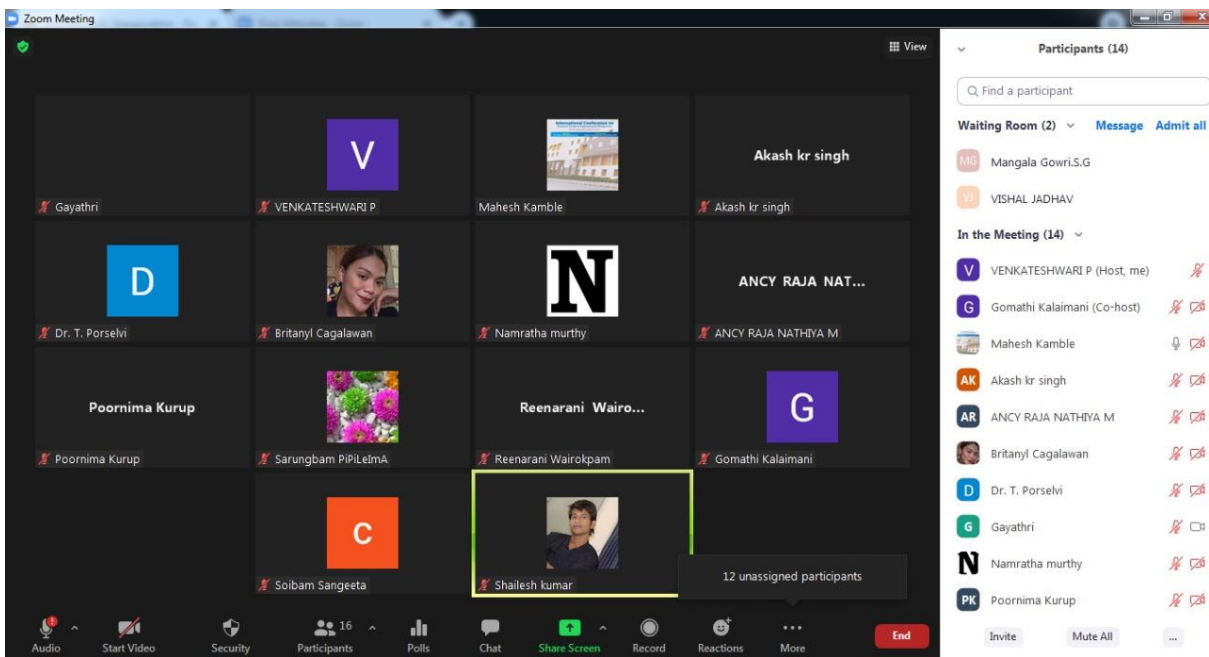 Zoom Meeting
View
Gayathri
V
VENKATESHWARI P
International Conference on
Mahesh Kamble
Akash kr singh
Akash kr singh
D
Dr. T. Porselvi
Britanyl Cagalawan
N
Namratha murthy
ANCY RAJA NAT...
ANCY RAJA NATHIYA M
Poornima Kurup
Poornima Kurup
Sarungbam PiPiLeImA
Reenarani Wairo...
Reenarani Wairokpam
G
Gomathi Kalaimani
C
Soibam Sangeeta
Shailesh kumar
12 unassigned participants
Audio
Start Video
Security
16
Participants
Polls
Chat
Share Screen
Record
Reactions
More
End
Participants (14)
Find a participant
Waiting Room (2) Message Admit all
MG Mangala Gowri.S.G
VJ VISHAL JADHAV
In the Meeting (14)
V VENKATESHWARI P (Host, me)
G Gomathi Kalaimani (Co-host)
Mahesh Kamble
AK Akash kr singh
AR ANCY RAJA NATHIYA M
Britanyl Cagalawan
D Dr. T. Porselvi
G Gayathri
N Namratha murthy
PK Poornima Kurup
Invite Mute All ...